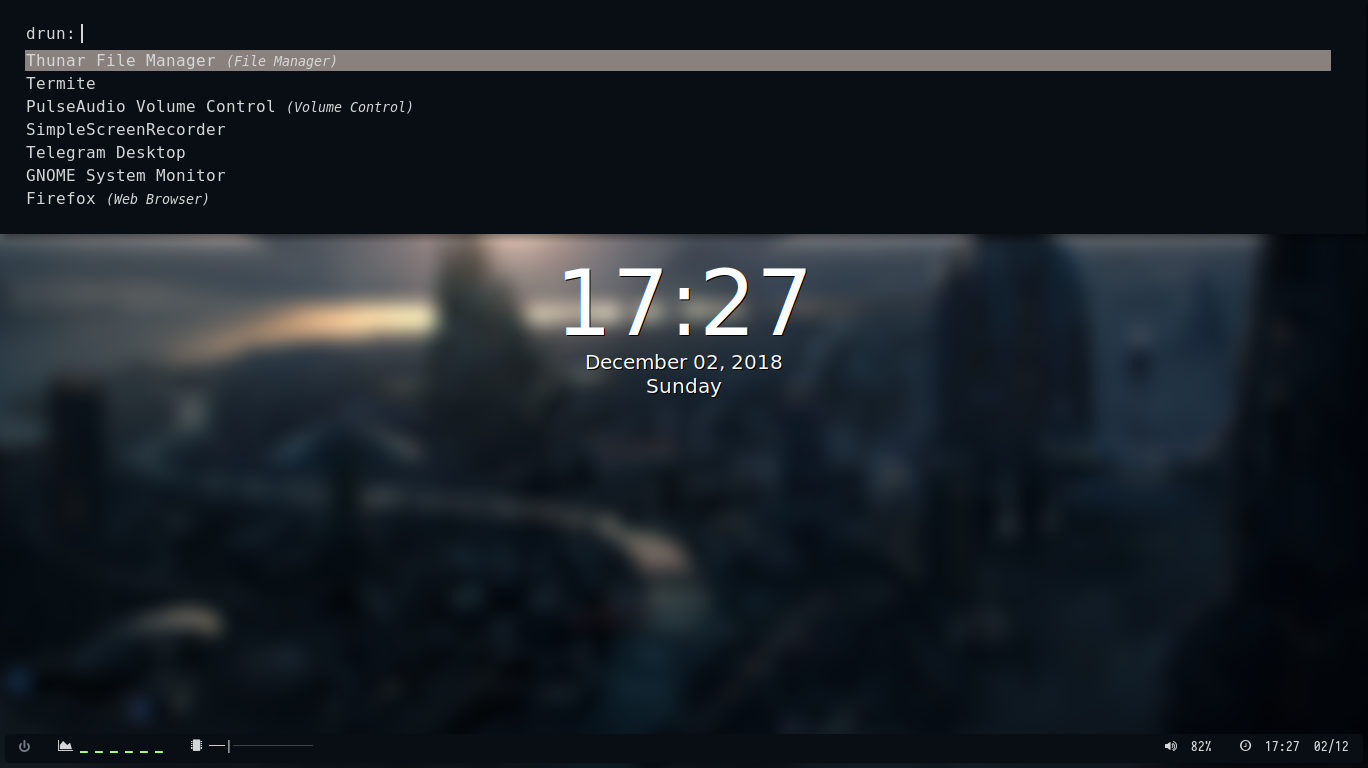 drun:
Thunar File Manager (File Manager)
Termite
PulseAudio Volume Control (Volume Control)
SimpleScreenRecorder
Telegram Desktop
GNOME System Monitor
Firefox (Web Browser)
17:27
December 02, 2018
Sunday
82% 17:27 02/12